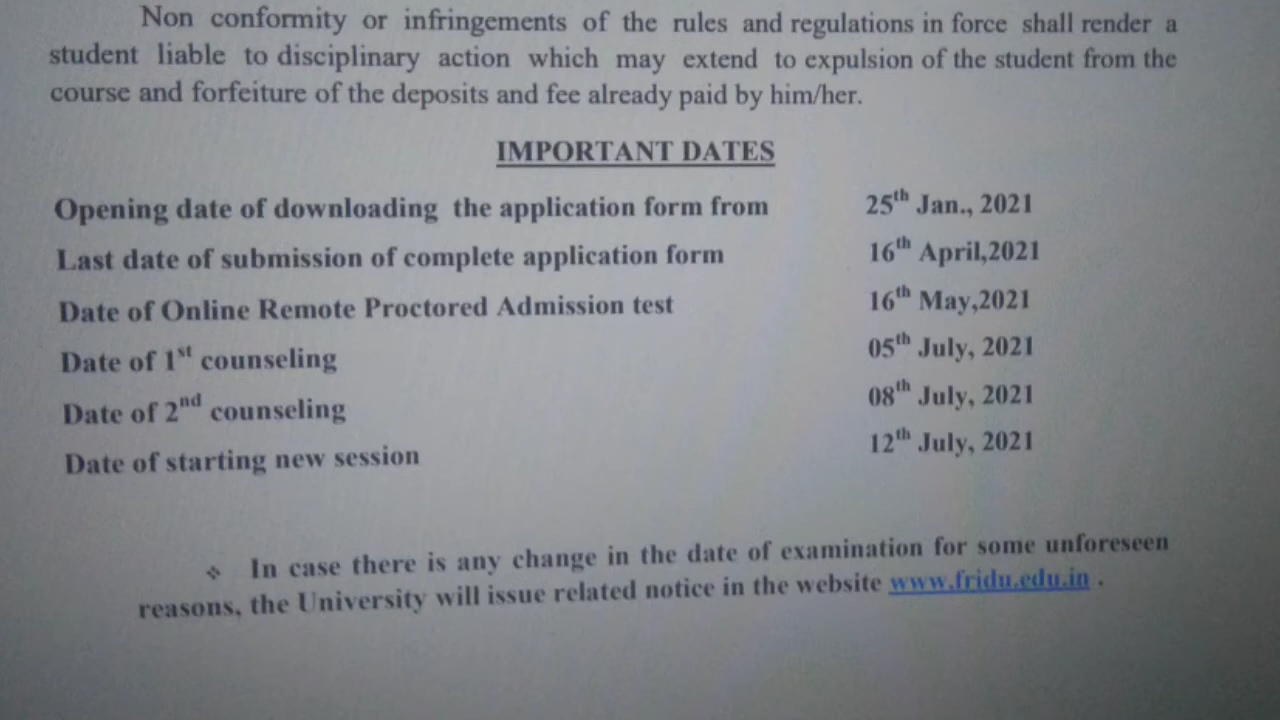 Non conformity or infringements of the rules and regulations in force shall render a
student liable to disciplinary action which may extend to expulsion of the student from the
course and forfeiture of the deposits and fee already paid by him/her.
IMPORTANT DATES
Opening date of downloading the application form from 25th Jan., 2021
Last date of submission of complete application form 16th April,2021
Date of Online Remote Proctored Admission test 16th May,2021
Date of 1st counseling 05th July, 2021
Date of 2nd counseling 08th July, 2021
Date of starting new session 12th July, 2021
❖ In case there is any change in the date of examination for some unforeseen
reasons, the University will issue related notice in the website www.fridu.edu.in .